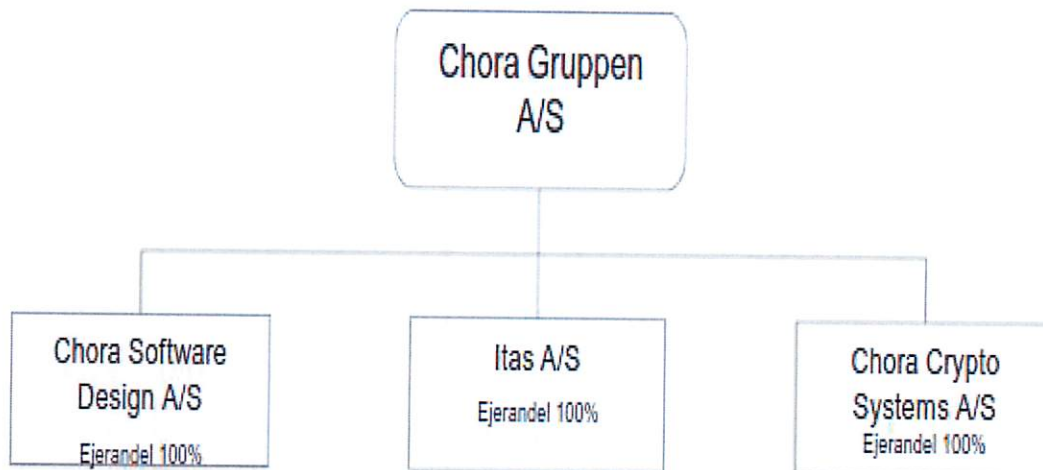 Chora Gruppen
A/S
Chora Software
Design A/S
Ejerandel 100%
Itas A/S
Ejerandel 100%
Chora Crypto
Systems A/S
Ejerandel 100%